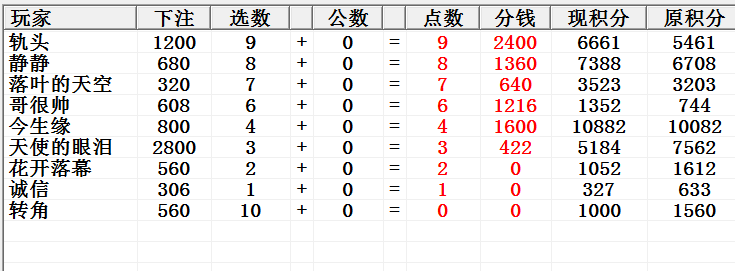 玩家 下注 选数 公数 点数 分钱 现积分 原积分
轨头 1200 9 + 0 = 9 2400 6661 5461
静静 680 8 + 0 = 8 1360 7388 6708
落叶的天空 320 7 + 0 = 7 640 3523 3203
哥很帅 608 6 + 0 = 6 1216 1352 744
今生缘 800 4 + 0 = 4 1600 10882 10082
天使的眼泪 2800 3 + 0 = 3 422 5184 7562
花开落幕 560 2 + 0 = 2 0 1052 1612
诚信 306 1 + 0 = 1 0 327 633
转角 560 10 + 0 = 0 0 1000 1560